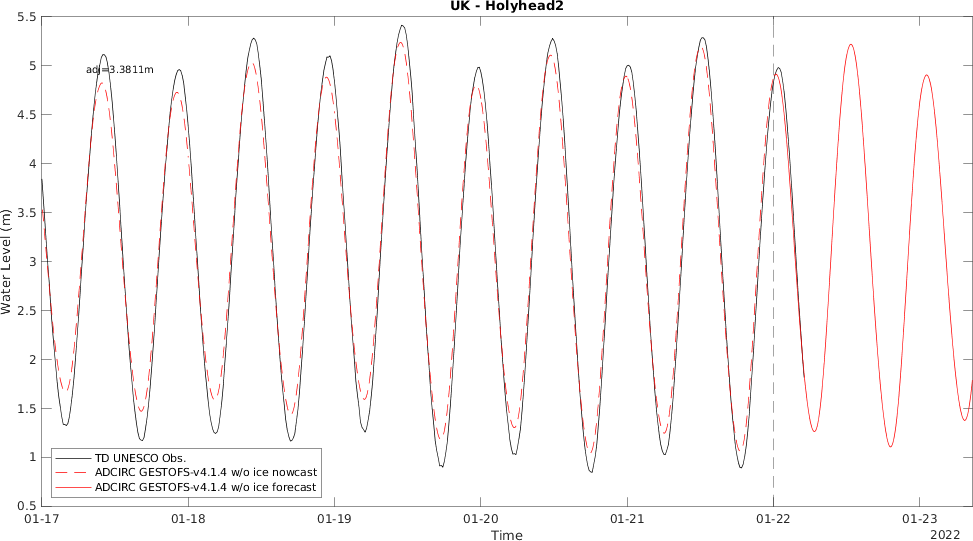 UK - Holyhead2
5.5
5
4.5
4
3.5
3
2.5
2
1.5
1
0.5
Water Level (m)
adj=3.3811m
TD UNESCO Obs.
ADCIRC GESTOFS-v4.1.4 w/o ice nowcast
ADCIRC GESTOFS-v4.1.4 w/o ice forecast
01-17 01-18 01-19 01-20 01-21 01-22 01-23
Time
2022